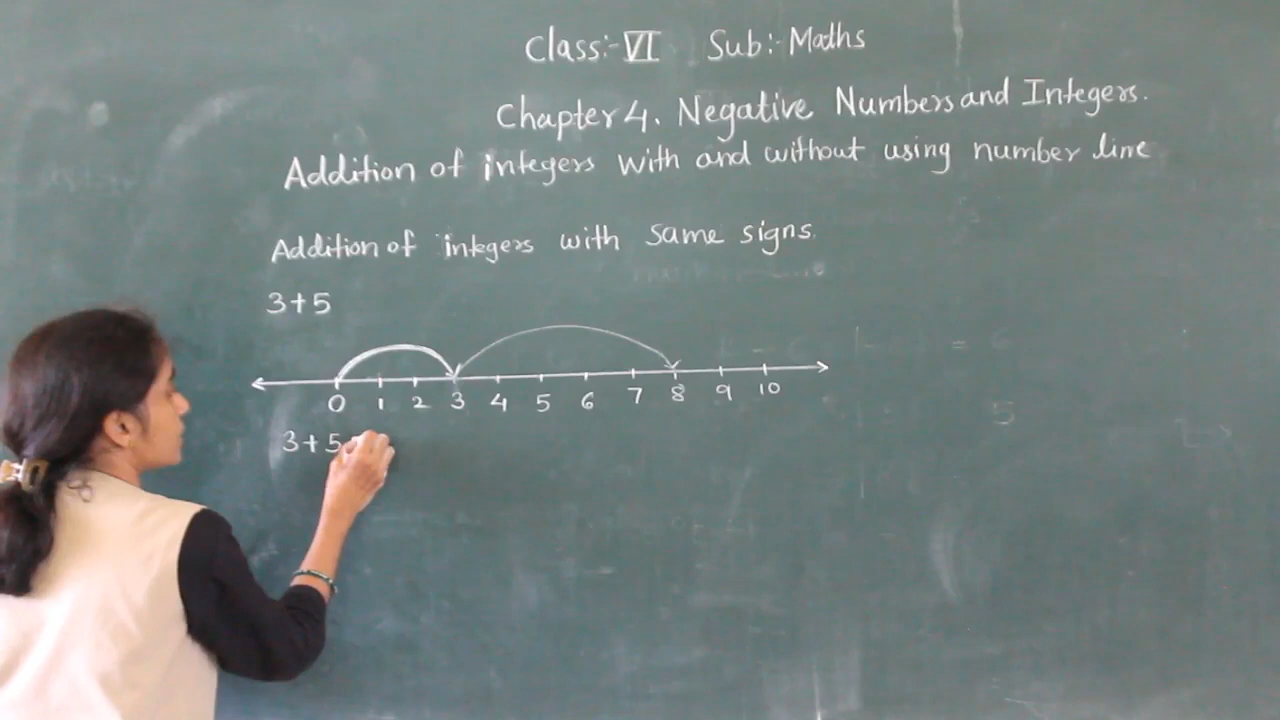 Class:- VI Sub:- Maths
Chapter 4. Negative Numbers and Integers.
Addition of integers with and without using number line
Addition of integers with same signs.
3+5
0 1 2 3 4 5 6 7 8 9 10
3+5